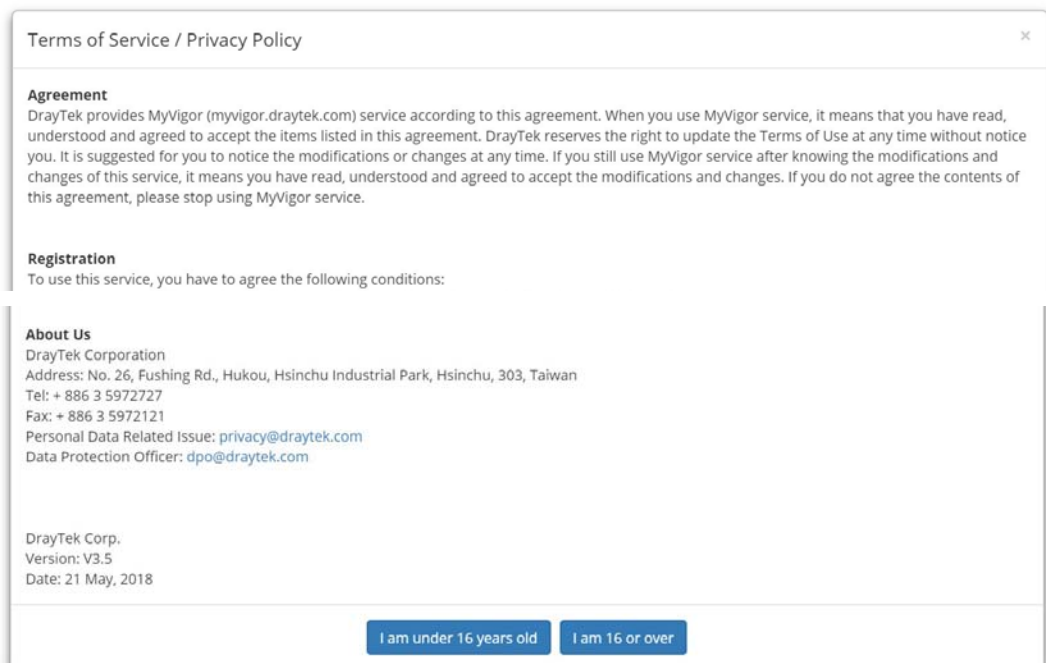 Terms of Service / Privacy Policy
×
Agreement
DrayTek provides MyVigor (myvigor.draytek.com) service according to this agreement. When you use MyVigor service, it means that you have read,
understood and agreed to accept the items listed in this agreement. DrayTek reserves the right to update the Terms of Use at any time without notice
you. It is suggested for you to notice the modifications or changes at any time. If you still use MyVigor service after knowing the modifications and
changes of this service, it means you have read, understood and agreed to accept the modifications and changes. If you do not agree the contents of
this agreement, please stop using MyVigor service.
Registration
To use this service, you have to agree the following conditions:
About Us
DrayTek Corporation
Address: No. 26, Fushing Rd., Hukou, Hsinchu Industrial Park, Hsinchu, 303, Taiwan
Tel: + 886 3 5972727
Fax: + 886 3 5972121
Personal Data Related Issue: privacy@draytek.com
Data Protection Officer: dpo@draytek.com
DrayTek Corp.
Version: V3.5
Date: 21 May, 2018
I am under 16 years old I am 16 or over